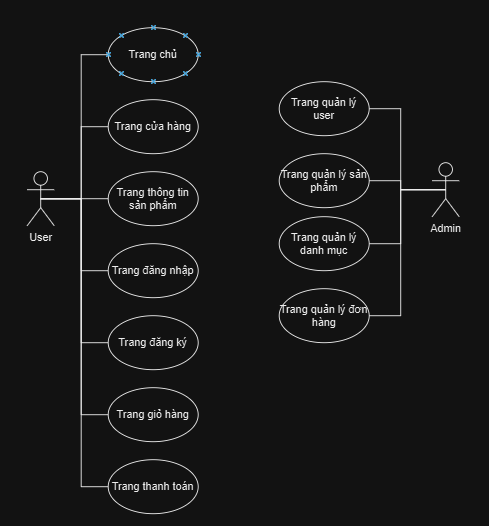 Trang chủ
Trang cửa hàng
Trang thông tin
sản phẩm
Trang đăng nhập
Trang đăng ký
Trang giỏ hàng
Trang thanh toán
User
Trang quản lý
user
Trang quản lý sản
phẩm
Trang quản lý
danh mục
Trang quản lý đơn
hàng
Admin